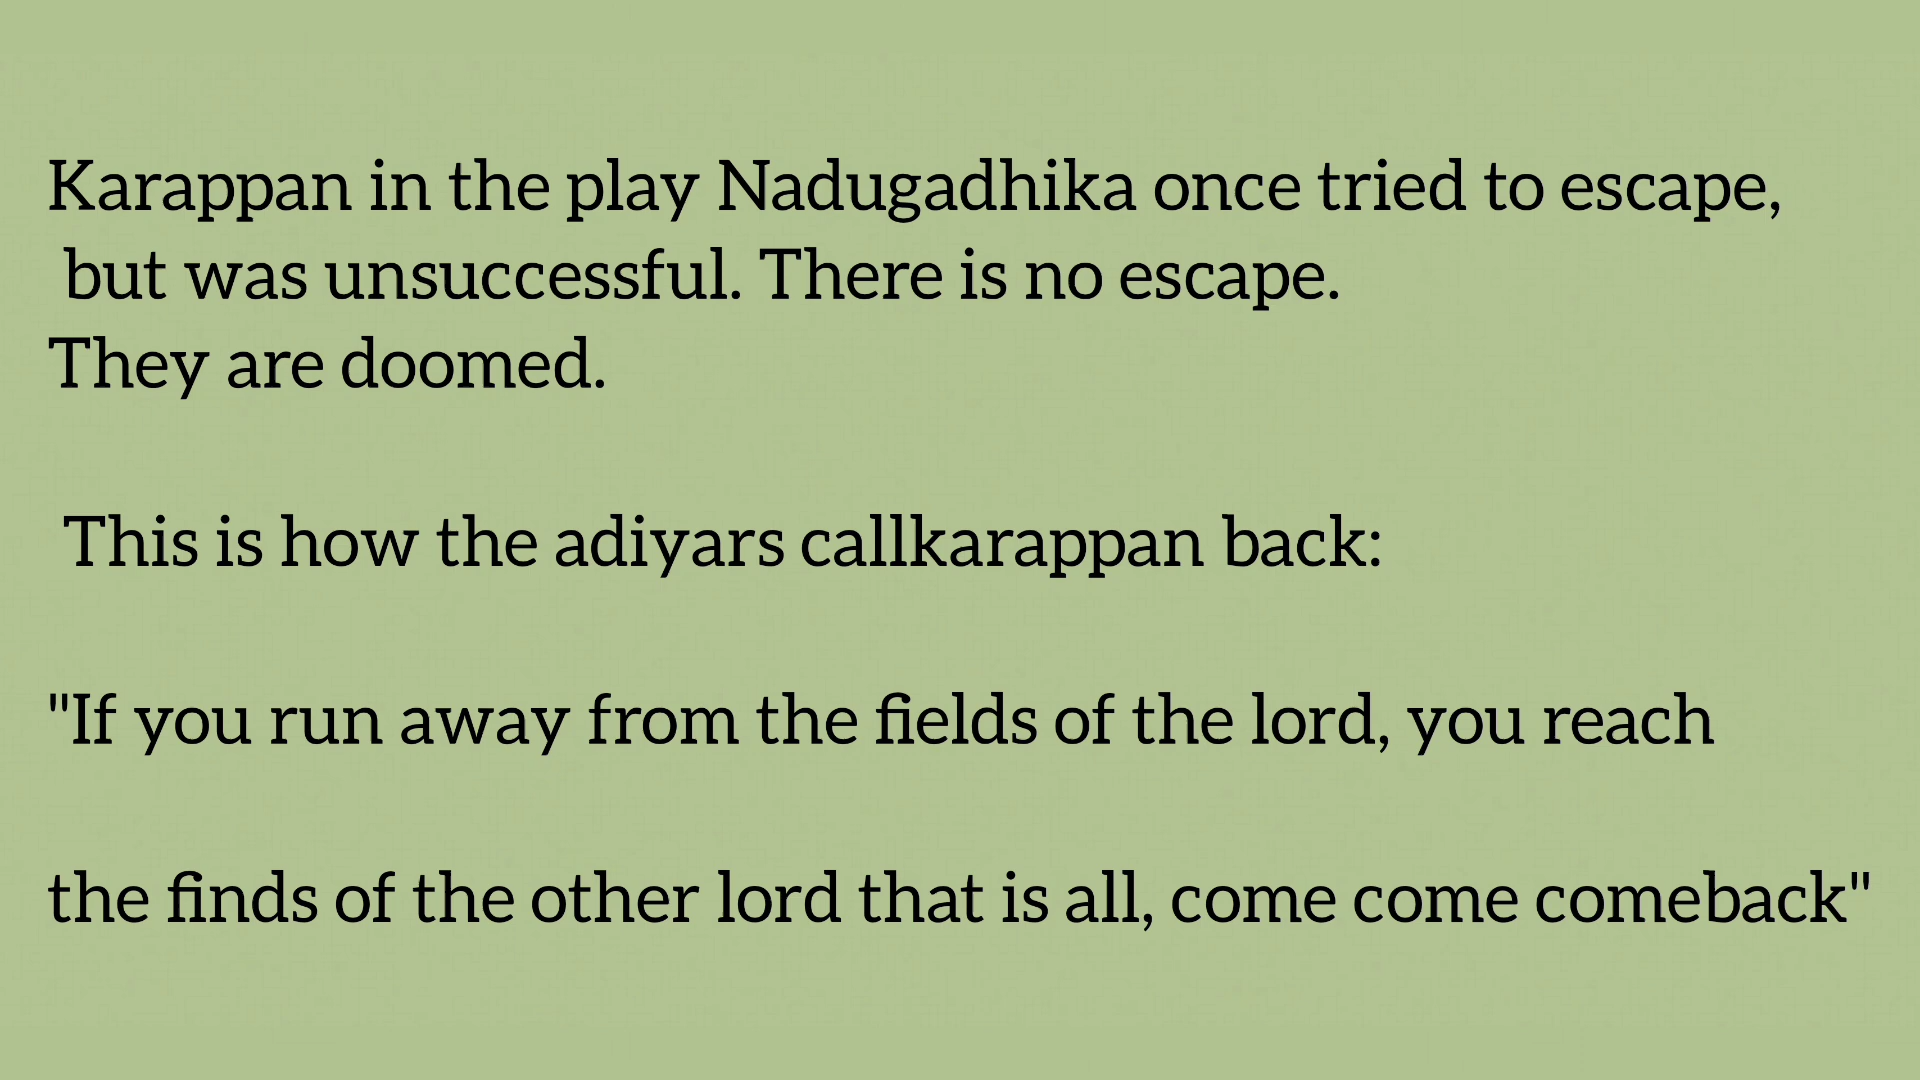 Karappan in the play Nadugadhika once tried to escape,
but was unsuccessful. There is no escape.
They are doomed.
This is how the adiyars callkarappan back:
"If you run away from the fields of the lord, you reach
the finds of the other lord that is all, come come comeback"